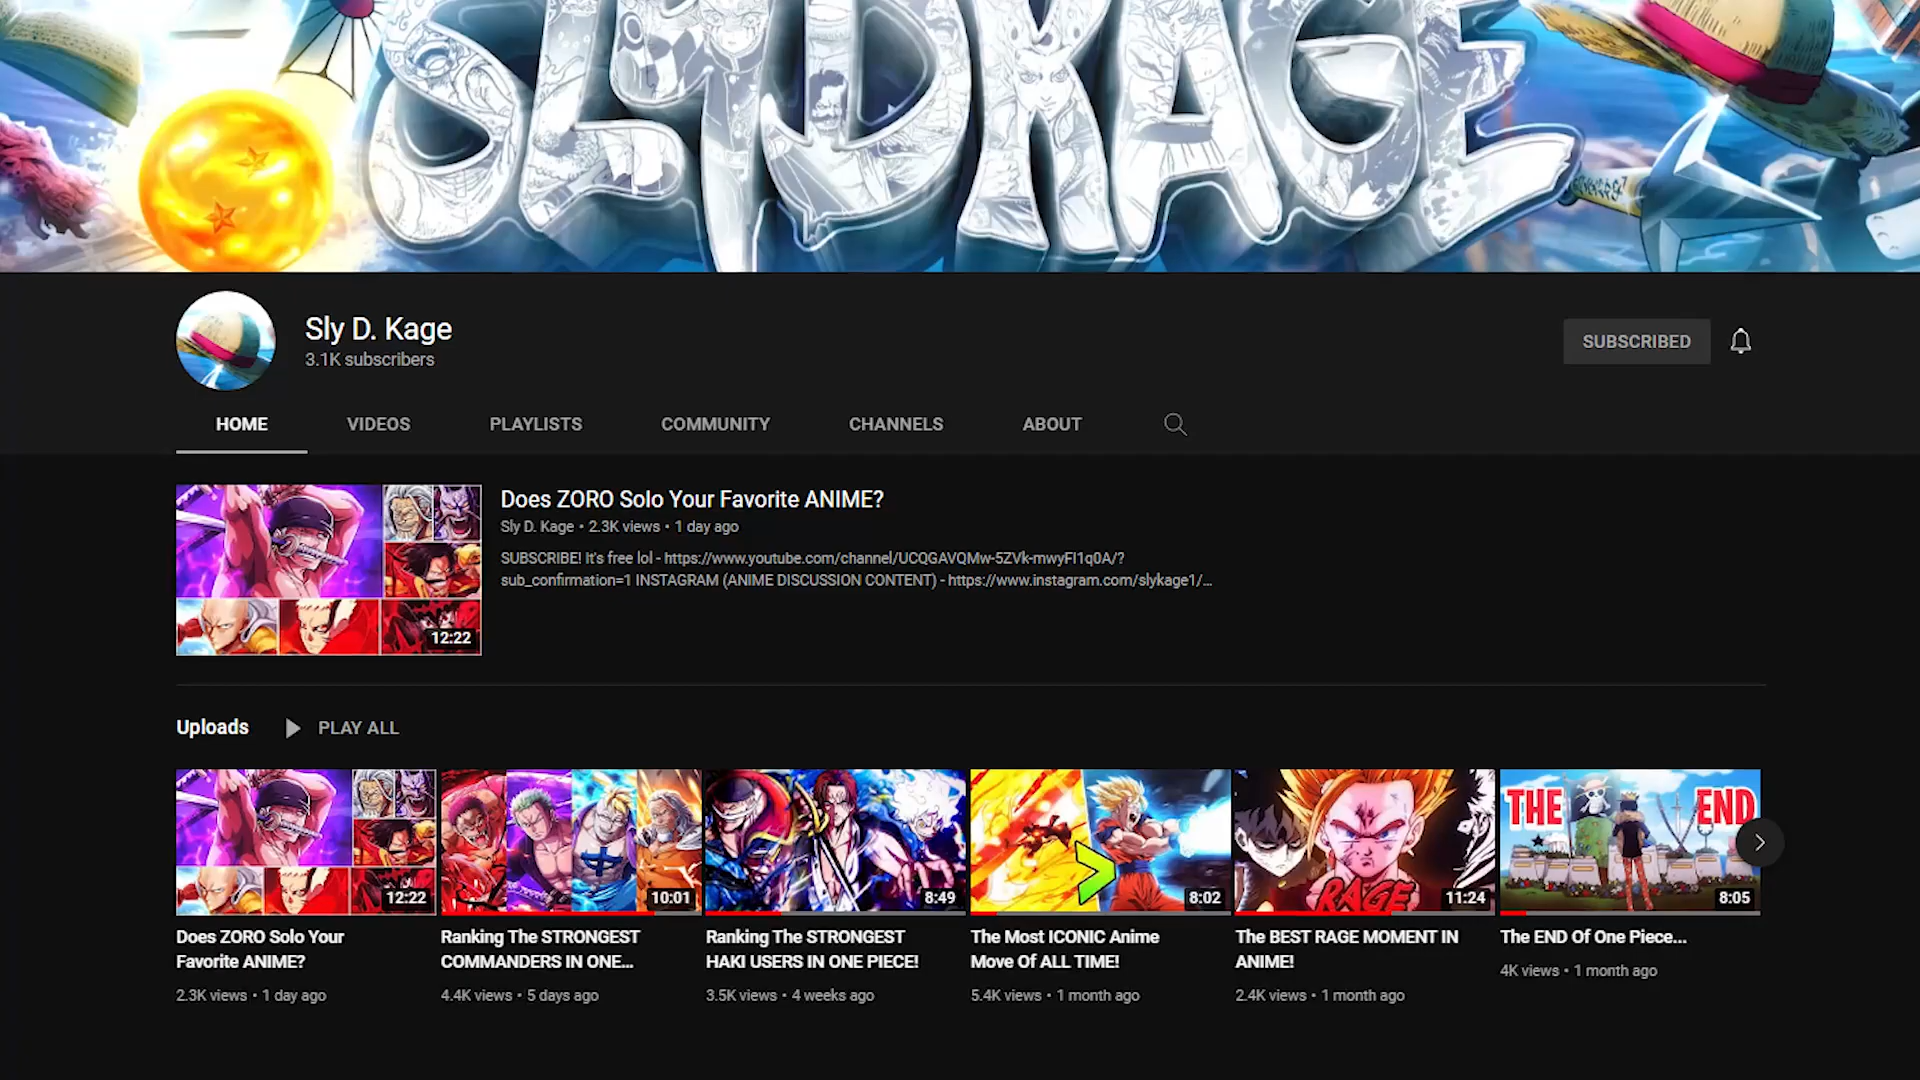 SLYDKAGE
Sly D. Kage
3.1K subscribers
SUBSCRIBED
HOME
VIDEOS
PLAYLISTS
COMMUNITY
CHANNELS
ABOUT
12:22
Does ZORO Solo Your Favorite ANIME?
Sly D. Kage • 2.3K views • 1 day ago
SUBSCRIBE! It's free lol - https://www.youtube.com/channel/UCQGAVQMw-5ZVk-mwyFI1q0A/?
sub_confirmation=1 INSTAGRAM (ANIME DISCUSSION CONTENT) - https://www.instagram.com/slykage1/...
Uploads
PLAY ALL
12:22
10:01
8:49
8:02
RAGE
11:24
THE END
8:05
Does ZORO Solo Your
Favorite ANIME?
2.3K views • 1 day ago
Ranking The STRONGEST
COMMANDERS IN ONE...
4.4K views • 5 days ago
Ranking The STRONGEST
HAKI USERS IN ONE PIECE!
3.5K views • 4 weeks ago
The Most ICONIC Anime
Move Of ALL TIME!
5.4K views • 1 month ago
The BEST RAGE MOMENT IN
ANIME!
2.4K views • 1 month ago
The END Of One Piece...
4K views • 1 month ago